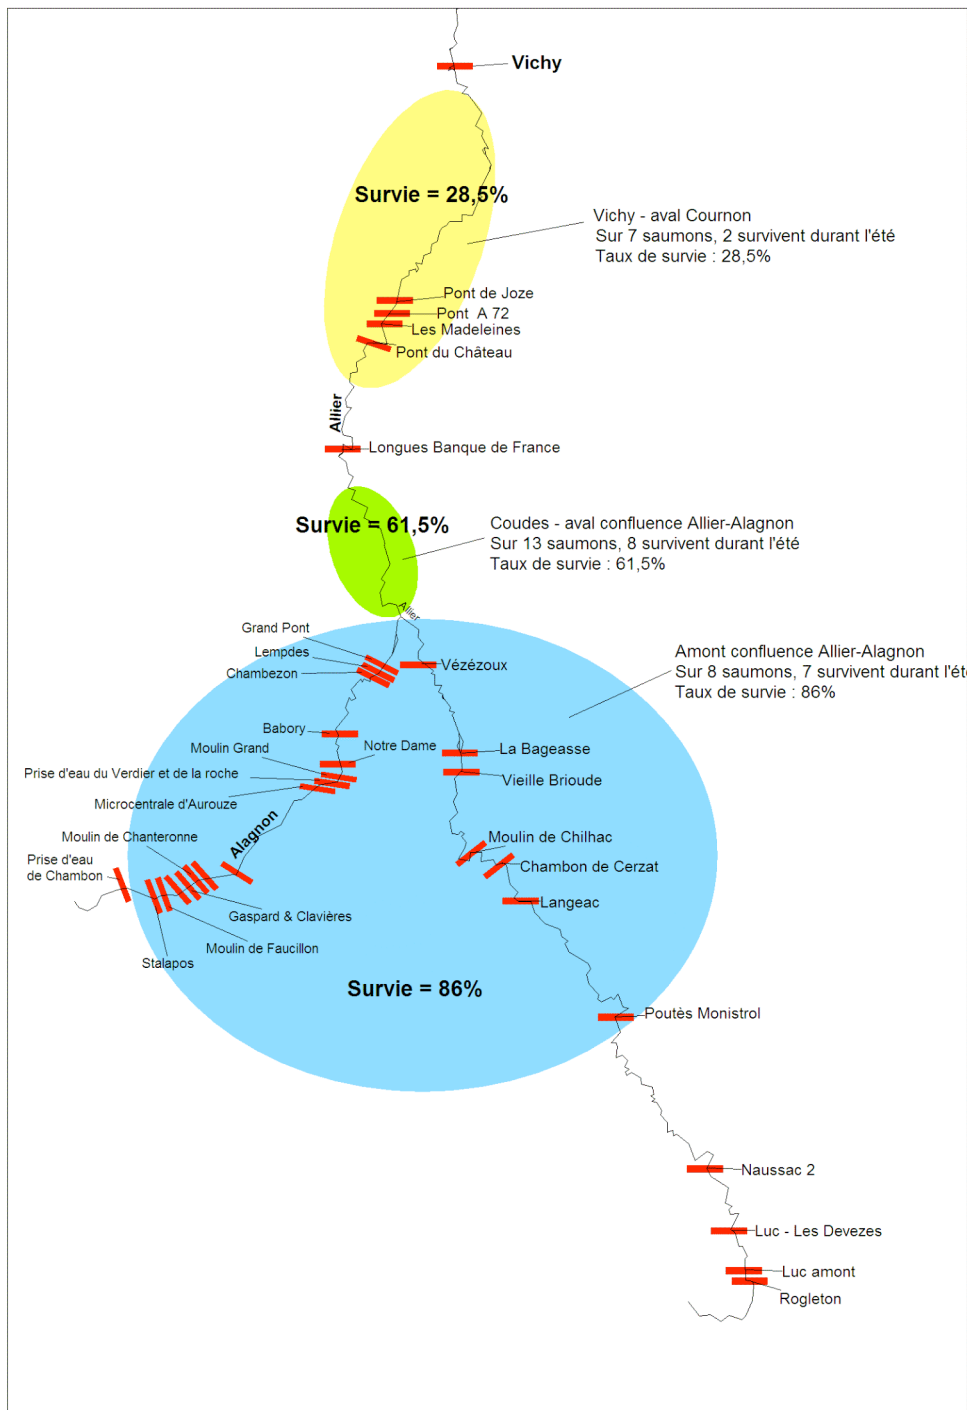 Vichy
Survie = 28,5%
Vichy - aval Cournon
Sur 7 saumons, 2 survivent durant l'été
Taux de survie : 28,5%
Pont de Joze
Pont A 72
Les Madeleines
Pont du Château
Allier
Longues Banque de France
Survie = 61,5%
Coudes - aval confluence Allier-Alagnon
Sur 13 saumons, 8 survivent durant l'été
Taux de survie : 61,5%
Allier
Grand Pont
Lempdes
Chambezon
Vézézoux
Amont confluence Allier-Alagnon
Sur 8 saumons, 7 survivent durant l'été
Taux de survie : 86%
Babory
Notre Dame
Moulin Grand
Prise d'eau du Verdier et de la roche
Microcentrale d'Aurouze
La Bageasse
Vieille Brioude
Alagnon
Moulin de Chanteronne
Prise d'eau
de Chambon
Moulin de Chilhac
Chambon de Cerzat
Langeac
Gaspard & Clavières
Moulin de Faucillon
Stalapos
Survie = 86%
Poutès Monistrol
Naussac 2
Luc - Les Devezes
Luc amont
Rogleton